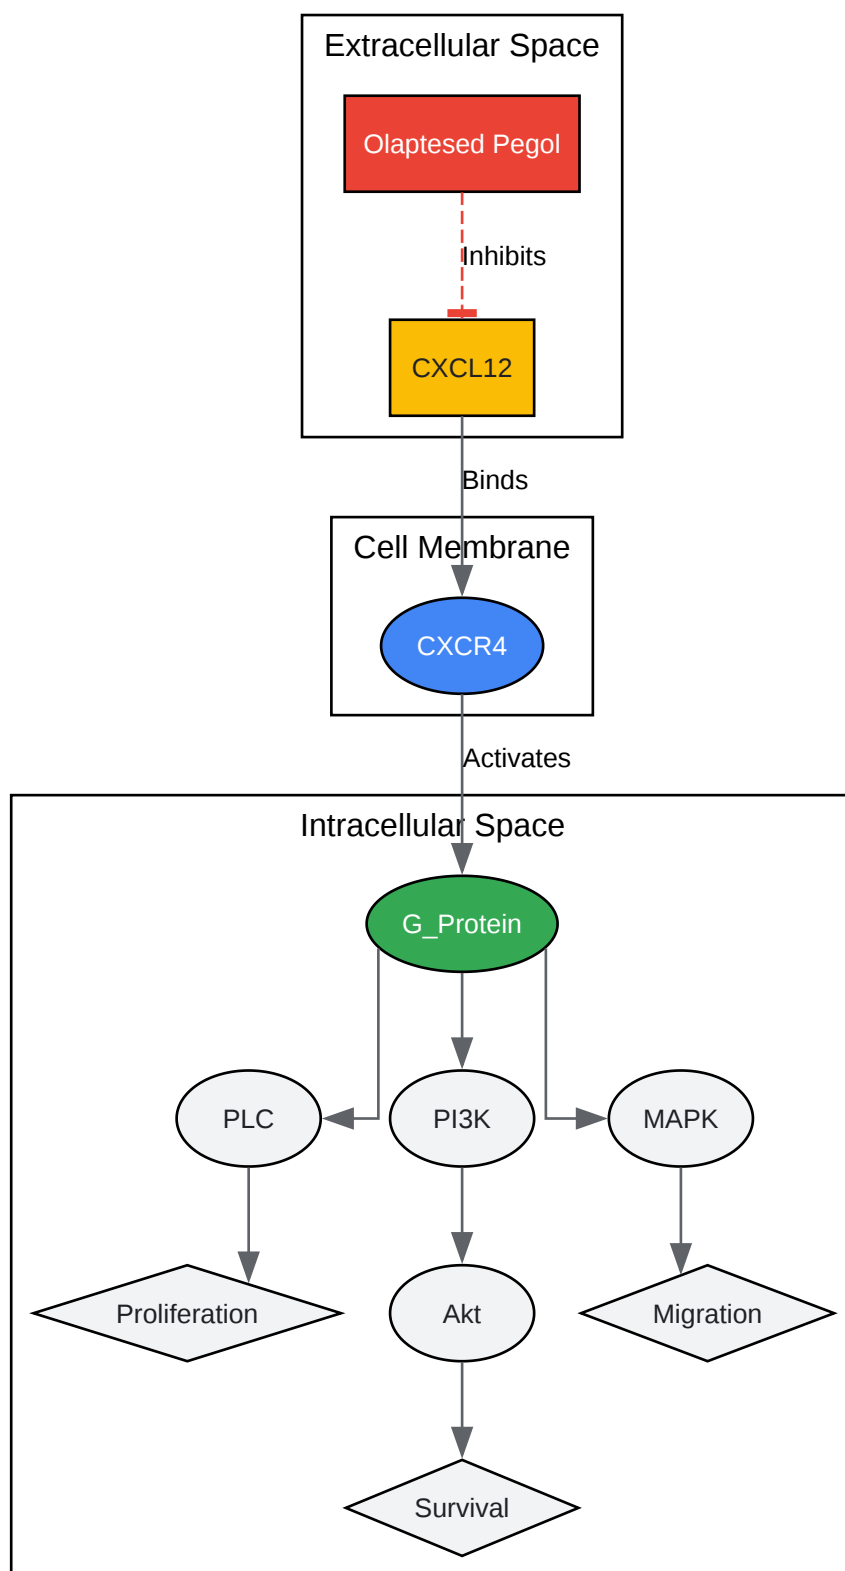 Extracellular Space
Olaptesed Pegol
Inhibits
CXCL12
Binds
Cell Membrane
CXCR4
Activates
Intracellular Space
G_Protein
PLC
PI3K
MAPK
Proliferation
Akt
Migration
Survival